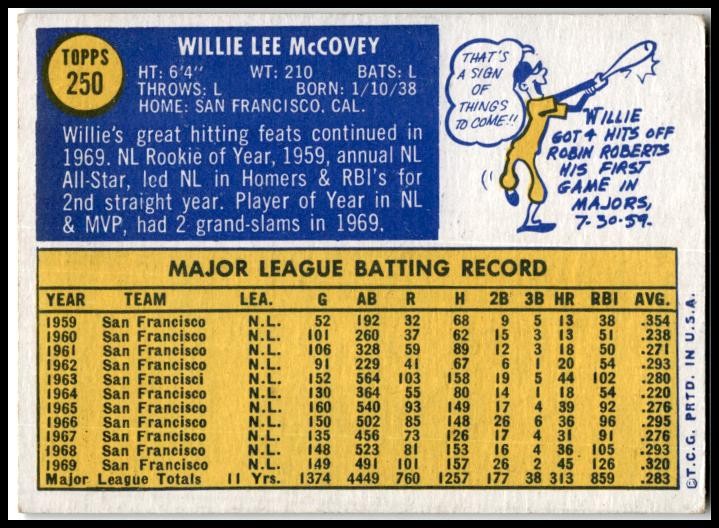 TOPPS
250
WILLIE LEE McCOVEY
HT: 6'4" WT: 210 BATS: L
THROWS: L BORN: 1/10/38
HOME: SAN FRANCISCO, CAL.
Willie's great hitting feats continued in
1969. NL Rookie of Year, 1959, annual NL
All-Star, led NL in Homers & RBI's for
2nd straight year. Player of Year in NL
& MVP, had 2 grand-slams in 1969.
THAT'S
A SIGN
OF
THINGS
TO COME!!
WILLIE
GOT 4 HITS OFF
ROBIN ROBERTS
HIS FIRST
GAME IN
MAJORS,
7-30-59.
MAJOR LEAGUE BATTING RECORD
YEAR TEAM LEA. G AB R H 2B 3B HR RBI AVG.
1959 San Francisco N.L. 52 192 32 68 9 5 13 38 .354
1960 San Francisco N.L. 101 260 37 62 15 3 13 51 .238
1961 San Francisco N.L. 106 328 59 89 12 3 18 50 .271
1962 San Francisco N.L. 91 229 41 67 6 1 20 54 .293
1963 San Francisci N.L. 152 564 103 158 19 5 44 102 .280
1964 San Francisco N.L. 130 364 55 80 14 1 18 54 .220
1965 San Francisco N.L. 160 540 93 149 17 4 39 92 .276
1966 San Francisco N.L. 150 502 85 148 26 6 36 96 .295
1967 San Francisco N.L. 135 456 73 126 17 4 31 91 .276
1968 San Francisco N.L. 148 523 81 153 16 4 36 105 .293
1969 San Francisco N.L. 149 491 101 157 26 2 45 126 .320
Major League Totals 11 Yrs. 1374 4449 760 1257 177 38 313 859 .283
©T.C.G. PRTD. IN U.S.A.